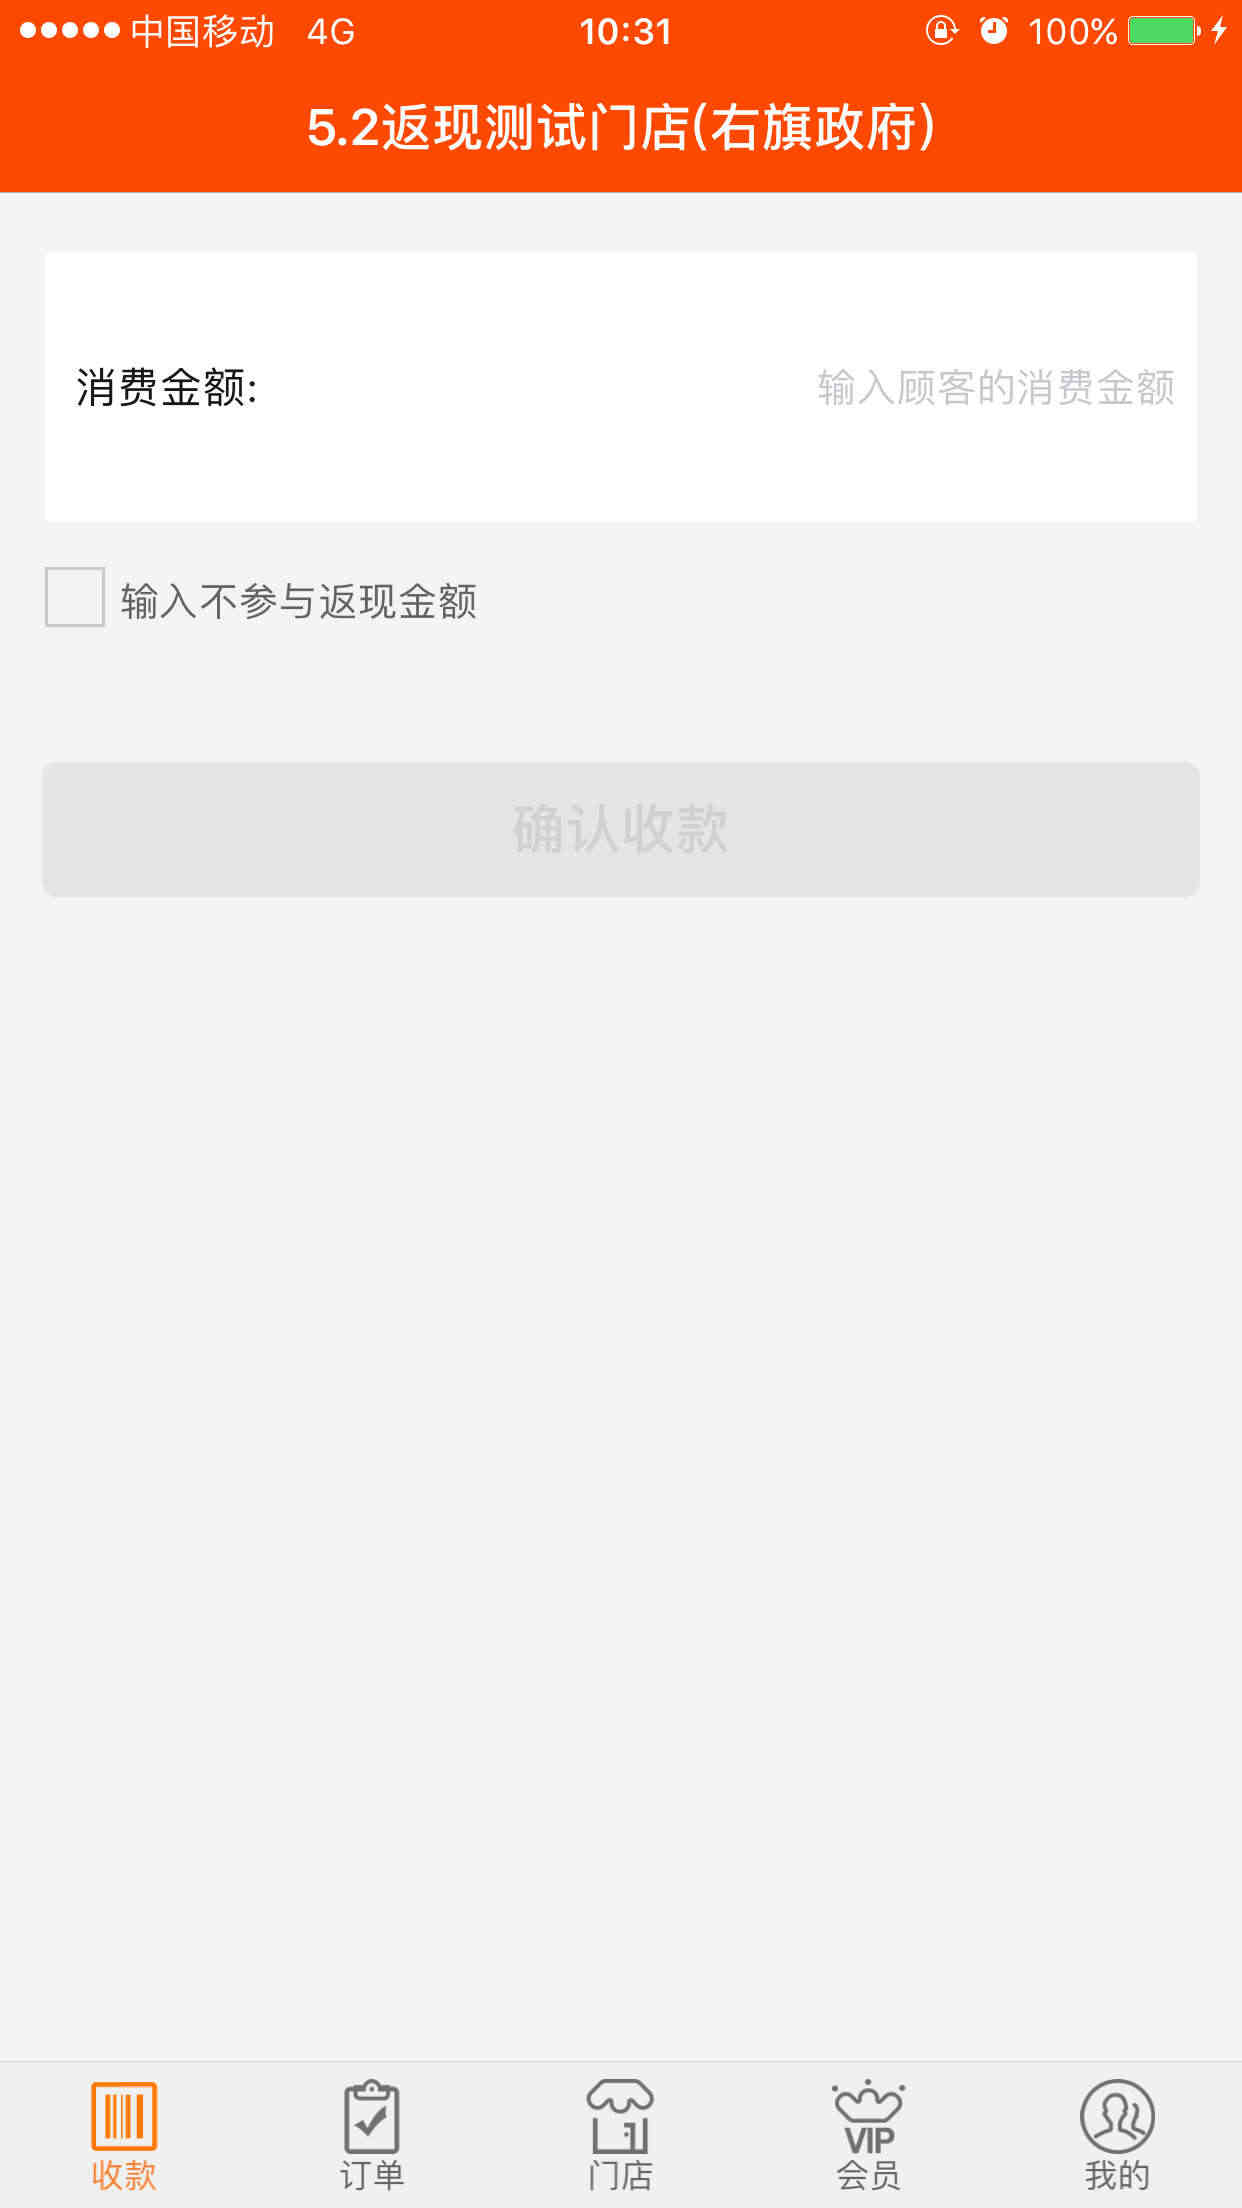 中国移动 4G 10:31 100%
5.2返现测试门店(右旗政府)
消费金额: 输入顾客的消费金额
输入不参与返现金额
确认收款
VIP
收款 订单 门店 会员 我的